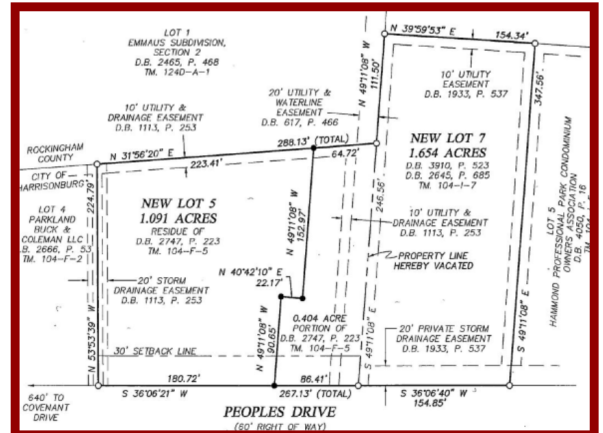 N 39°59'53" E
154.34'
LOT 1
EMMAUS SUBDIVISION,
SECTION 2
D.B. 2465, P. 468
TM. 124D-A-1
N 49°11'08" W
111.50'
10' UTILITY
EASEMENT
D.B. 1933, P. 537
347.56'
20' UTILITY &
WATERLINE
EASEMENT
D.B. 617, P. 466
10' UTILITY &
DRAINAGE EASEMENT
D.B. 1113, P. 253
288.13' (TOTAL)
64.72'
NEW LOT 7
1.654 ACRES
D.B. 3910, P. 523
D.B. 2645, P. 685
TM. 104-I-7
ROCKINGHAM
COUNTY
N 31°56'20" E
223.41'
CITY OF
HARRISONBURG
224.79'
NEW LOT 5
1.091 ACRES
RESIDUE OF
D.B. 2747, P. 223
TM. 104-F-5
N 49°11'08" W
152.97'
246.56'
LOT 4
PARKLAND
BUCK &
COLEMAN LLC
D.B. 2666, P. 53
TM. 104-F-2
10' UTILITY &
DRAINAGE EASEMENT
D.B. 1113, P. 253
LOT 5
HAMMOND PROFESSIONAL PARK CONDOMINIUM
OWNERS ASSOCIATION
D.B. 4050, P. 16
TM. 104-I-5
PROPERTY LINE
HEREBY VACATED
N 40°42'10" E
22.17'
20' STORM
DRAINAGE EASEMENT
D.B. 1113, P. 253
0.404 ACRE
PORTION OF
D.B. 2747, P. 223
TM. 104-F-5
N 53°53'39" W
N 49°11'08" W
90.65'
S 49°11'08" E
20' PRIVATE STORM
DRAINAGE EASEMENT
D.B. 1933, P. 537
S 49°11'08" E
30' SETBACK LINE
180.72'
86.41'
640' TO
COVENANT
DRIVE
S 36°06'21" W
267.13' (TOTAL)
S 36°06'40" W
154.85'
PEOPLES DRIVE
(60' RIGHT OF WAY)